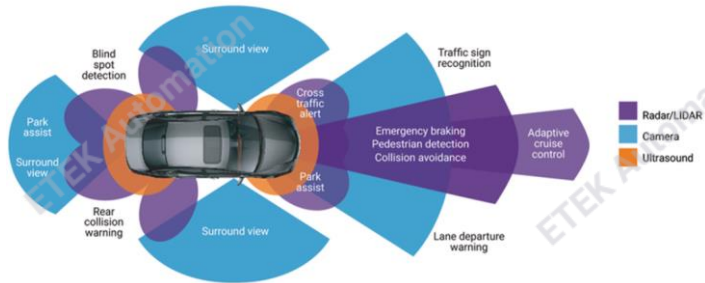 Blind
spot
detection
Surround view
Traffic sign
recognition
Park
assist
Surround
view
Cross
traffic
alert
Emergency braking
Pedestrian detection
Collision avoidance
Adaptive
cruise
control
Radar/LIDAR
Camera
Ultrasound
Park
assist
Rear
collision
warning
Surround view
Lane departure
warning
ETEK Automation
ETEK Automa